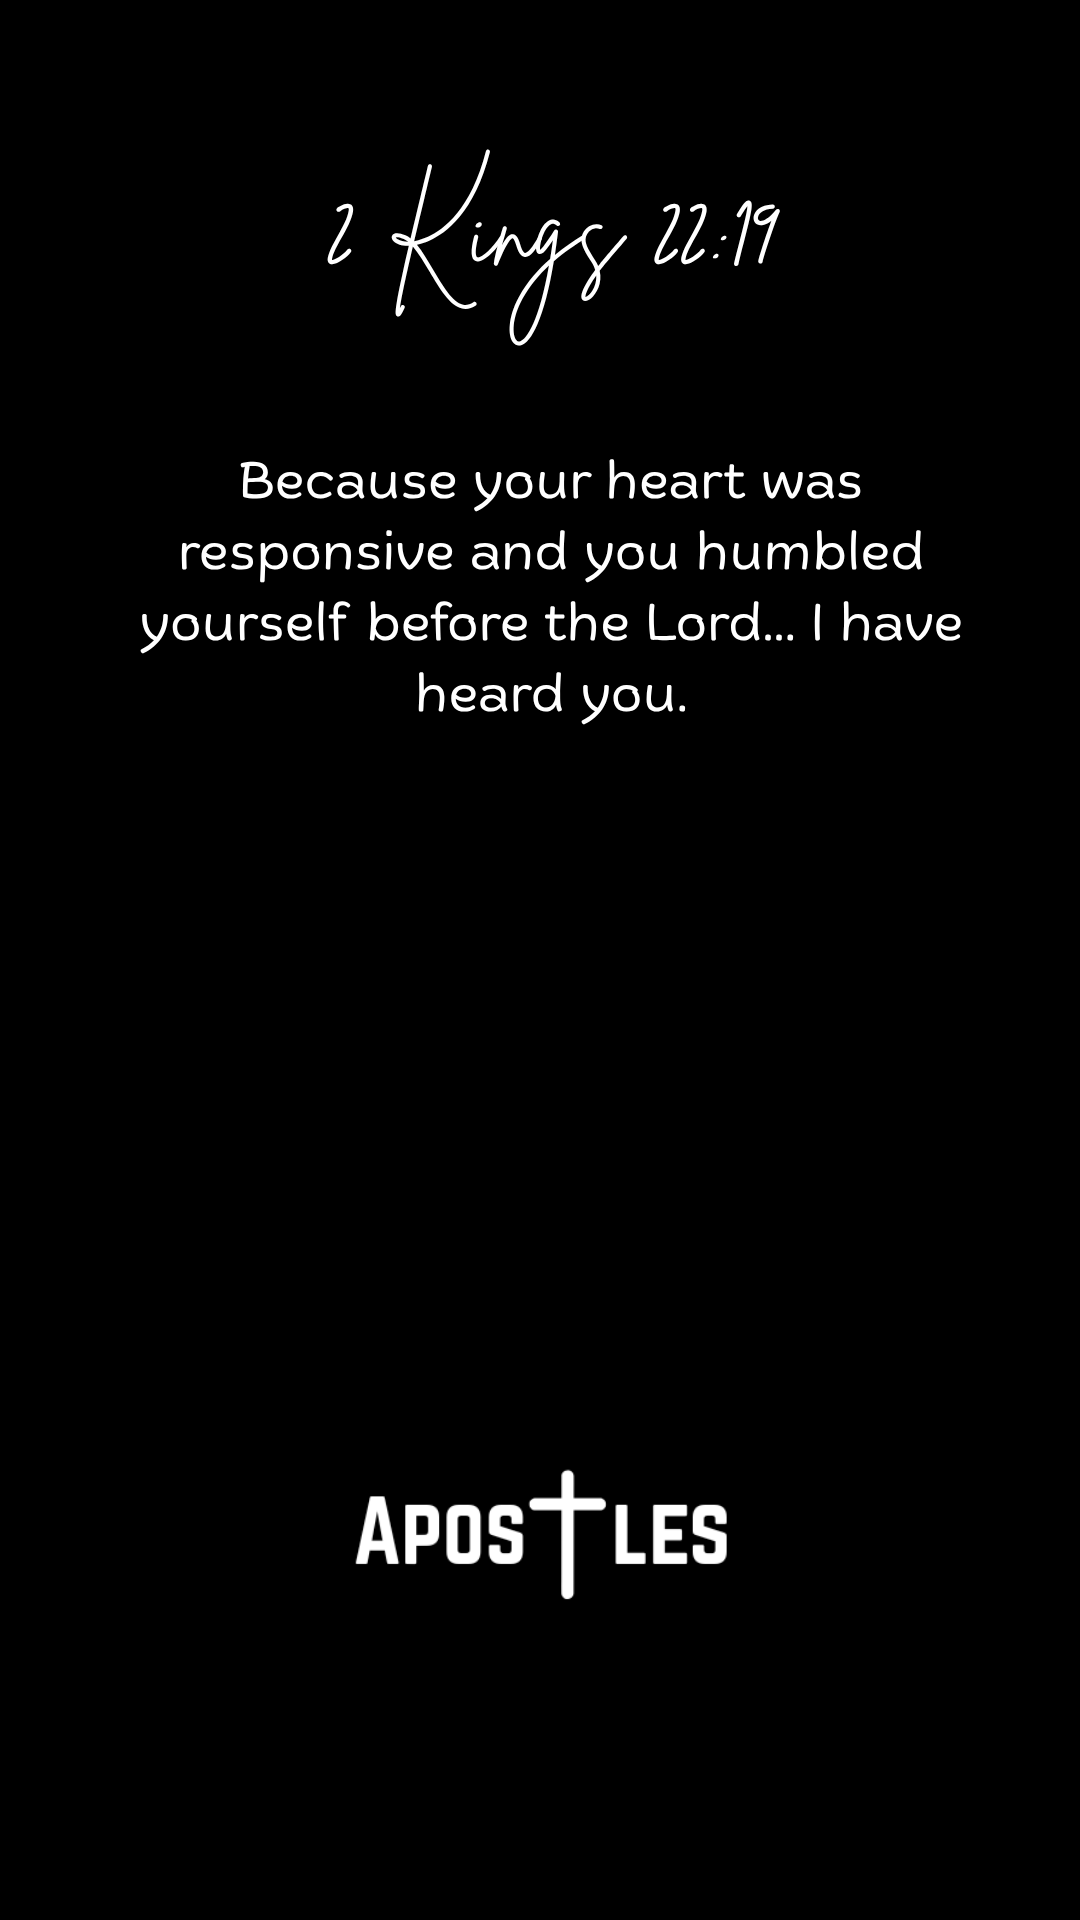 2 Kings 22:19
Because your heart was
responsive and you humbled
yourself before the Lord... I have
heard you.
APOSTLES